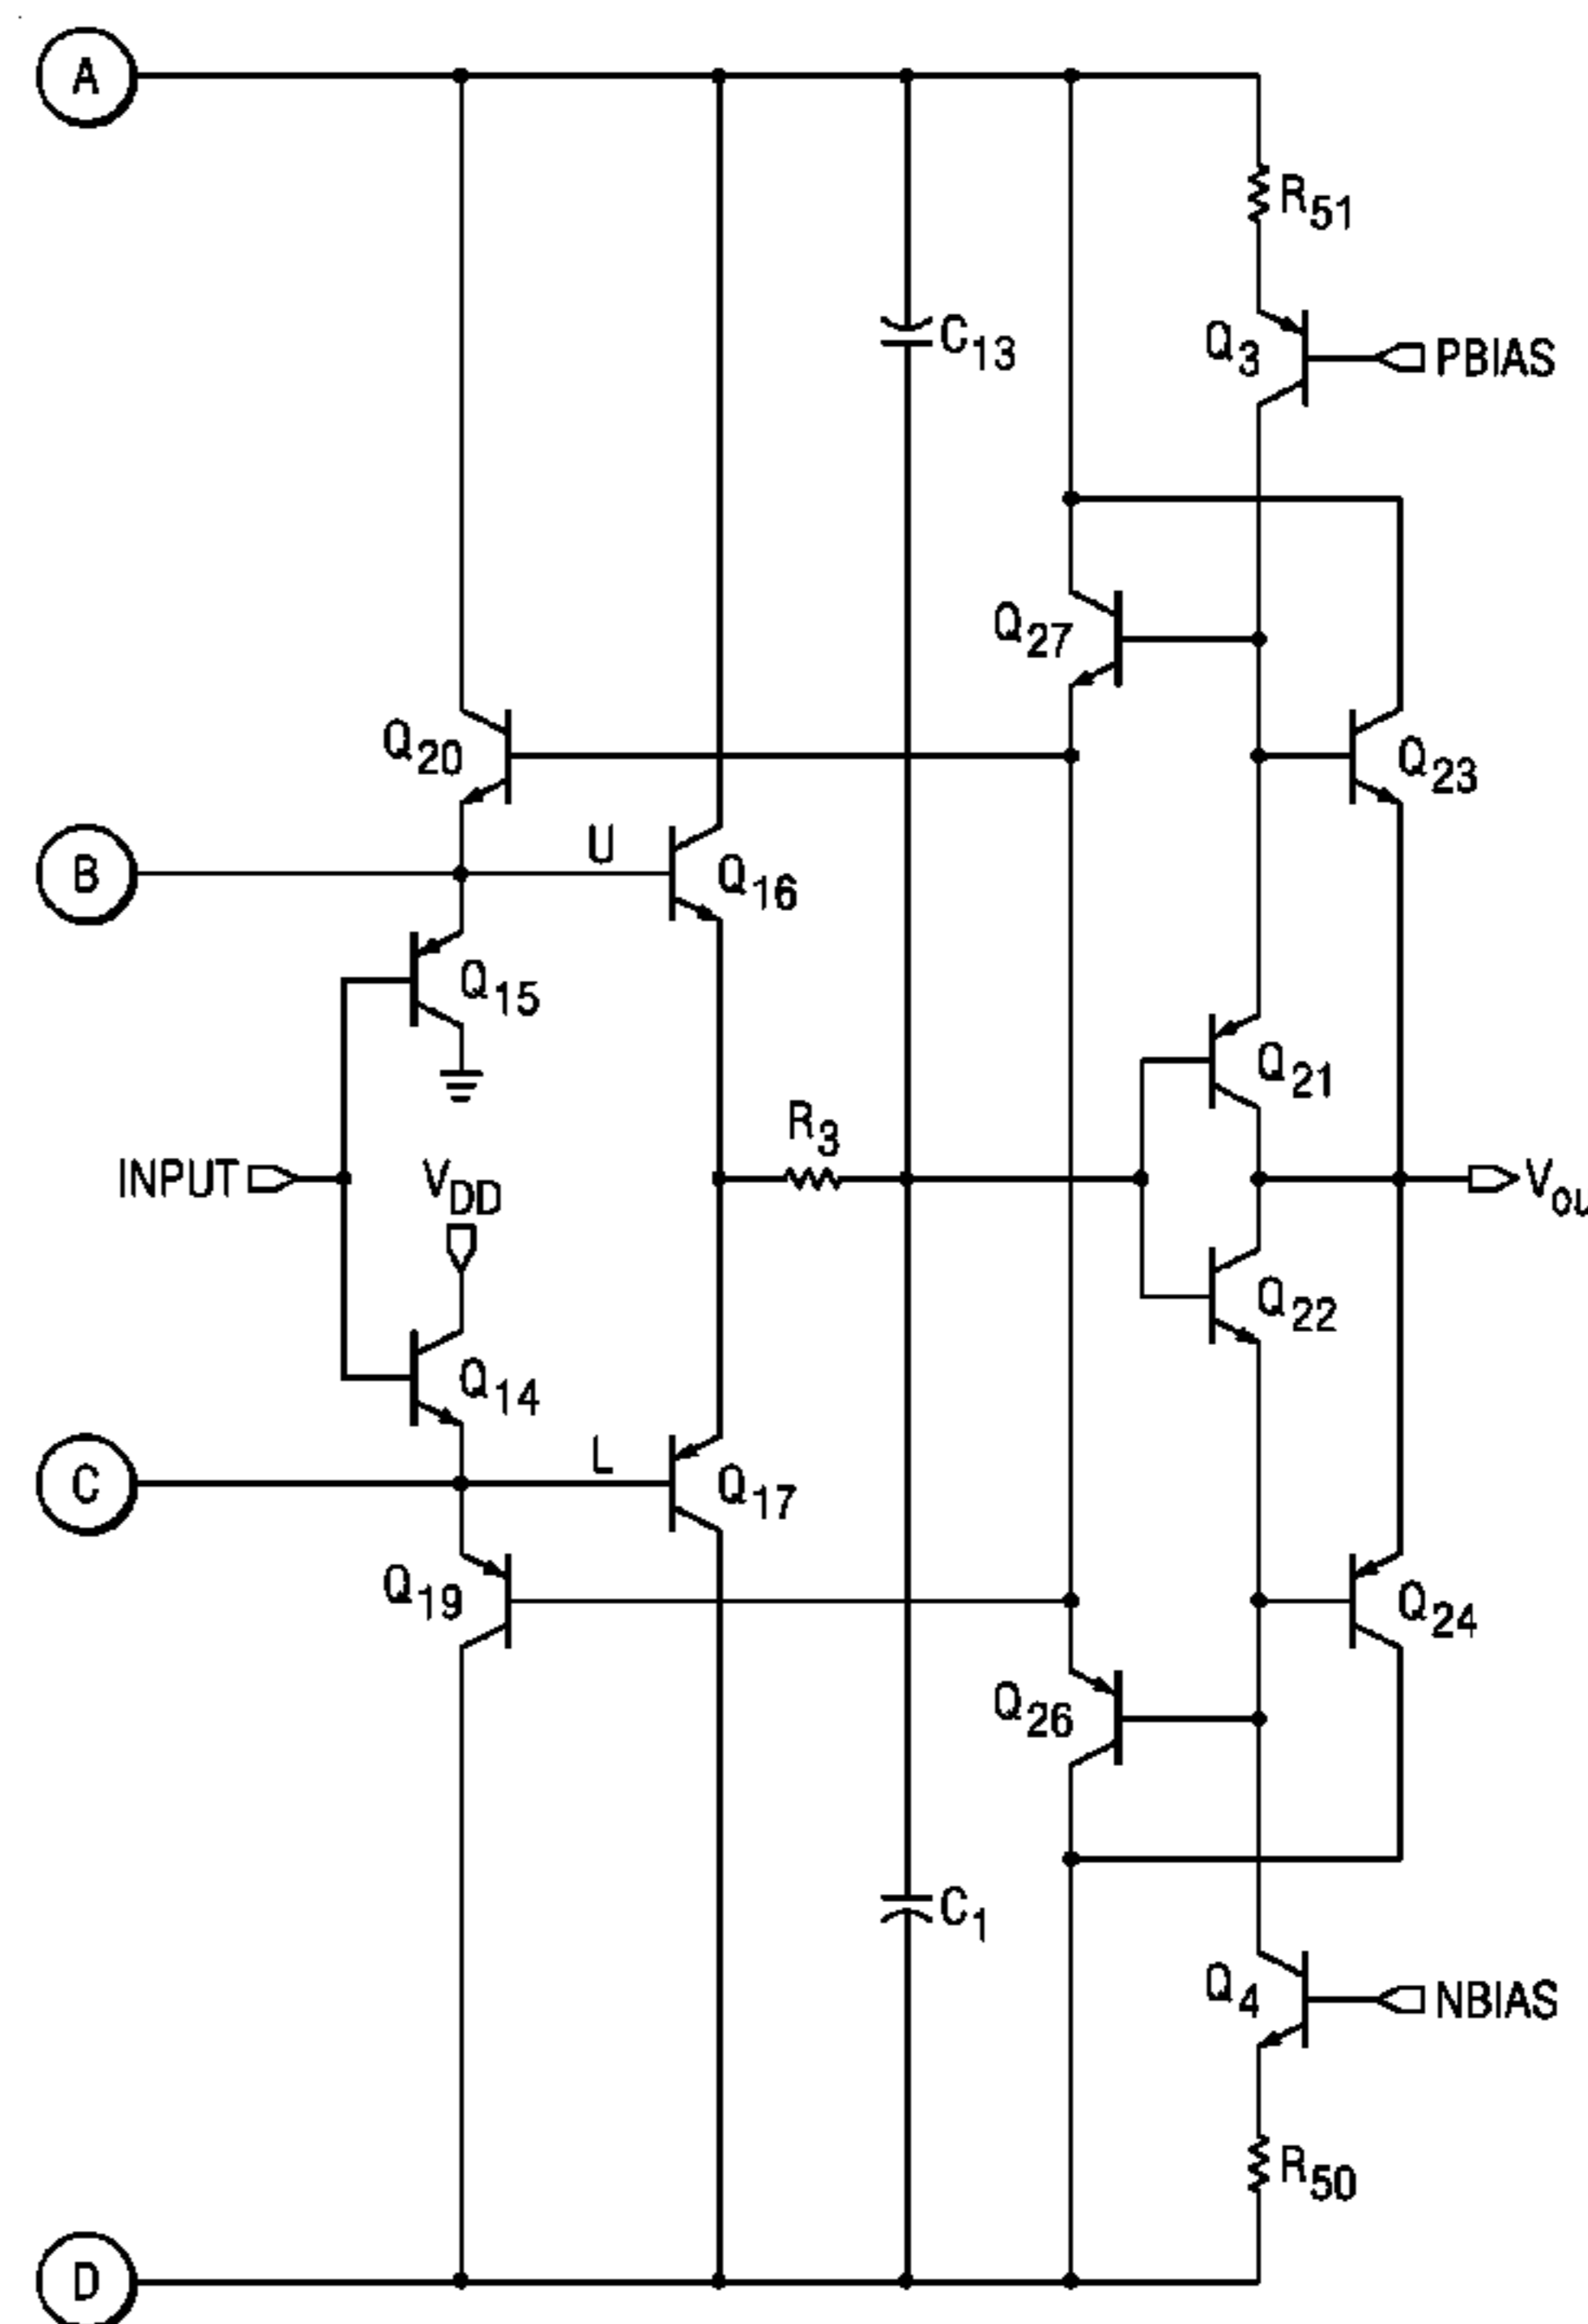 A
R51
Q3
PBIAS
C13
Q27
Q20
Q23
B
U
Q16
Q15
Q21
R3
INPUT
VDD
Q22
Q14
C
L
Q17
Q19
Q24
Q26
C1
Q4
NBIAS
R50
D